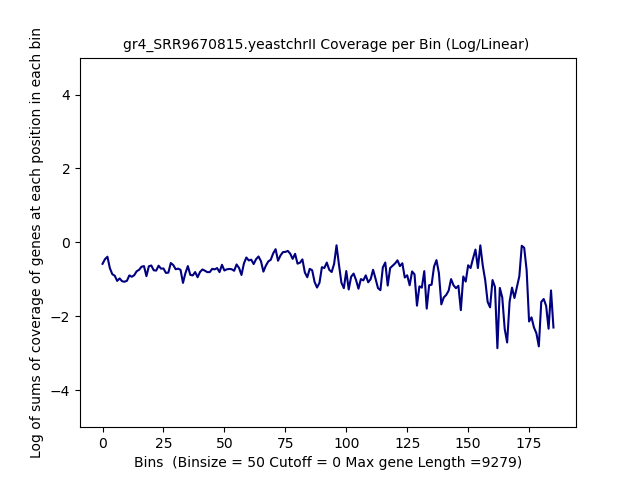 gr4_SRR9670815.yeastchrII Coverage per Bin (Log/Linear)
Log of sums of coverage of genes at each position in each bin
4
2
0
−2
−4
0 25 50 75 100 125 150 175
Bins  (Binsize = 50 Cutoff = 0 Max gene Length =9279)